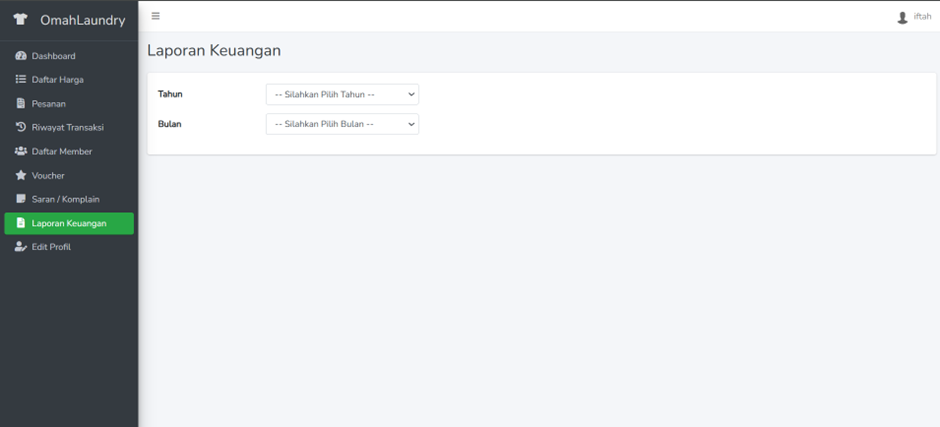 OmahLaundry
iftah
Dashboard
Daftar Harga
Pesanan
Riwayat Transaksi
Daftar Member
Voucher
Saran / Komplain
Laporan Keuangan
Edit Profil
Laporan Keuangan
Tahun
-- Silahkan Pilih Tahun --
Bulan
-- Silahkan Pilih Bulan --